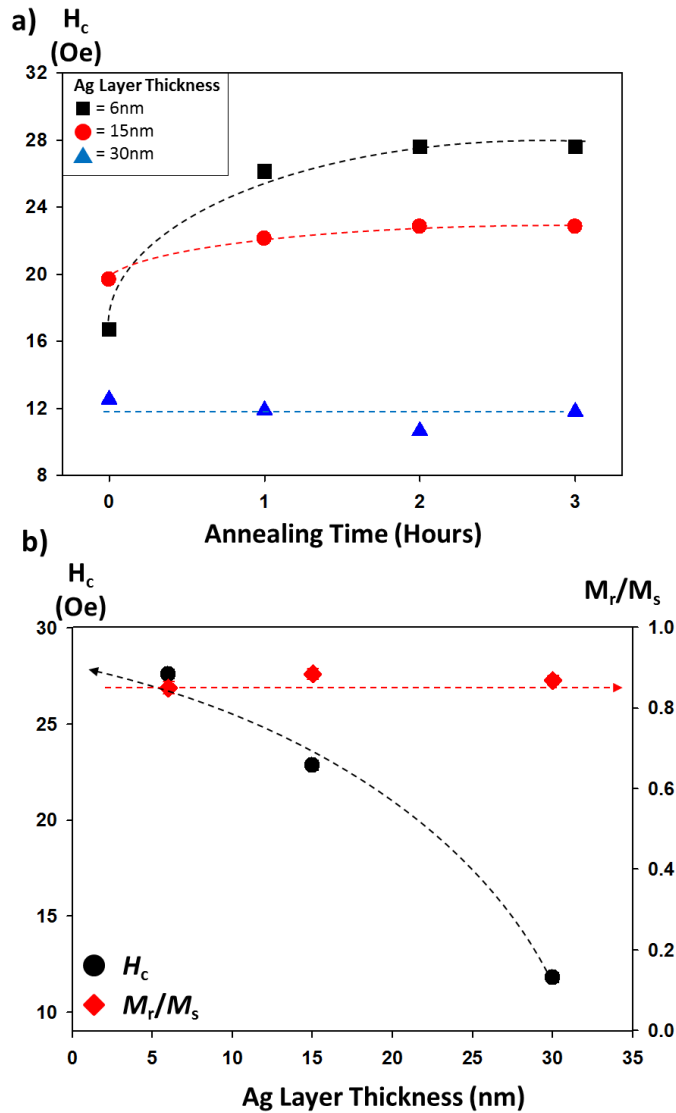 a)
Hc
(Oe)
32
28
24
20
16
12
8
Ag Layer Thickness
= 6nm
= 15nm
= 30nm
0 1 2 3
Annealing Time (Hours)
b)
Hc
(Oe)
Mr/Ms
30
25
20
15
10
1.0
0.8
0.6
0.4
0.2
0.0
Hc
Mr/Ms
0 5 10 15 20 25 30 35
Ag Layer Thickness (nm)